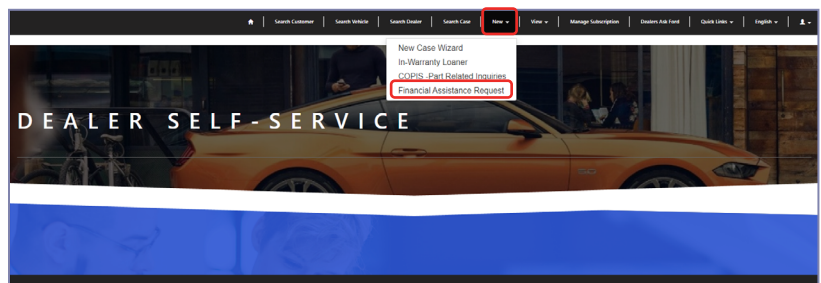 Search Customer Search Vehicle Search Dealer Search Case New View Manage Subscription Dealers Ask Ford Quick Links English
New Case Wizard
In-Warranty Loaner
COPIS -Part Related Inquiries
Financial Assistance Request
DEALER SELF-SERVICE